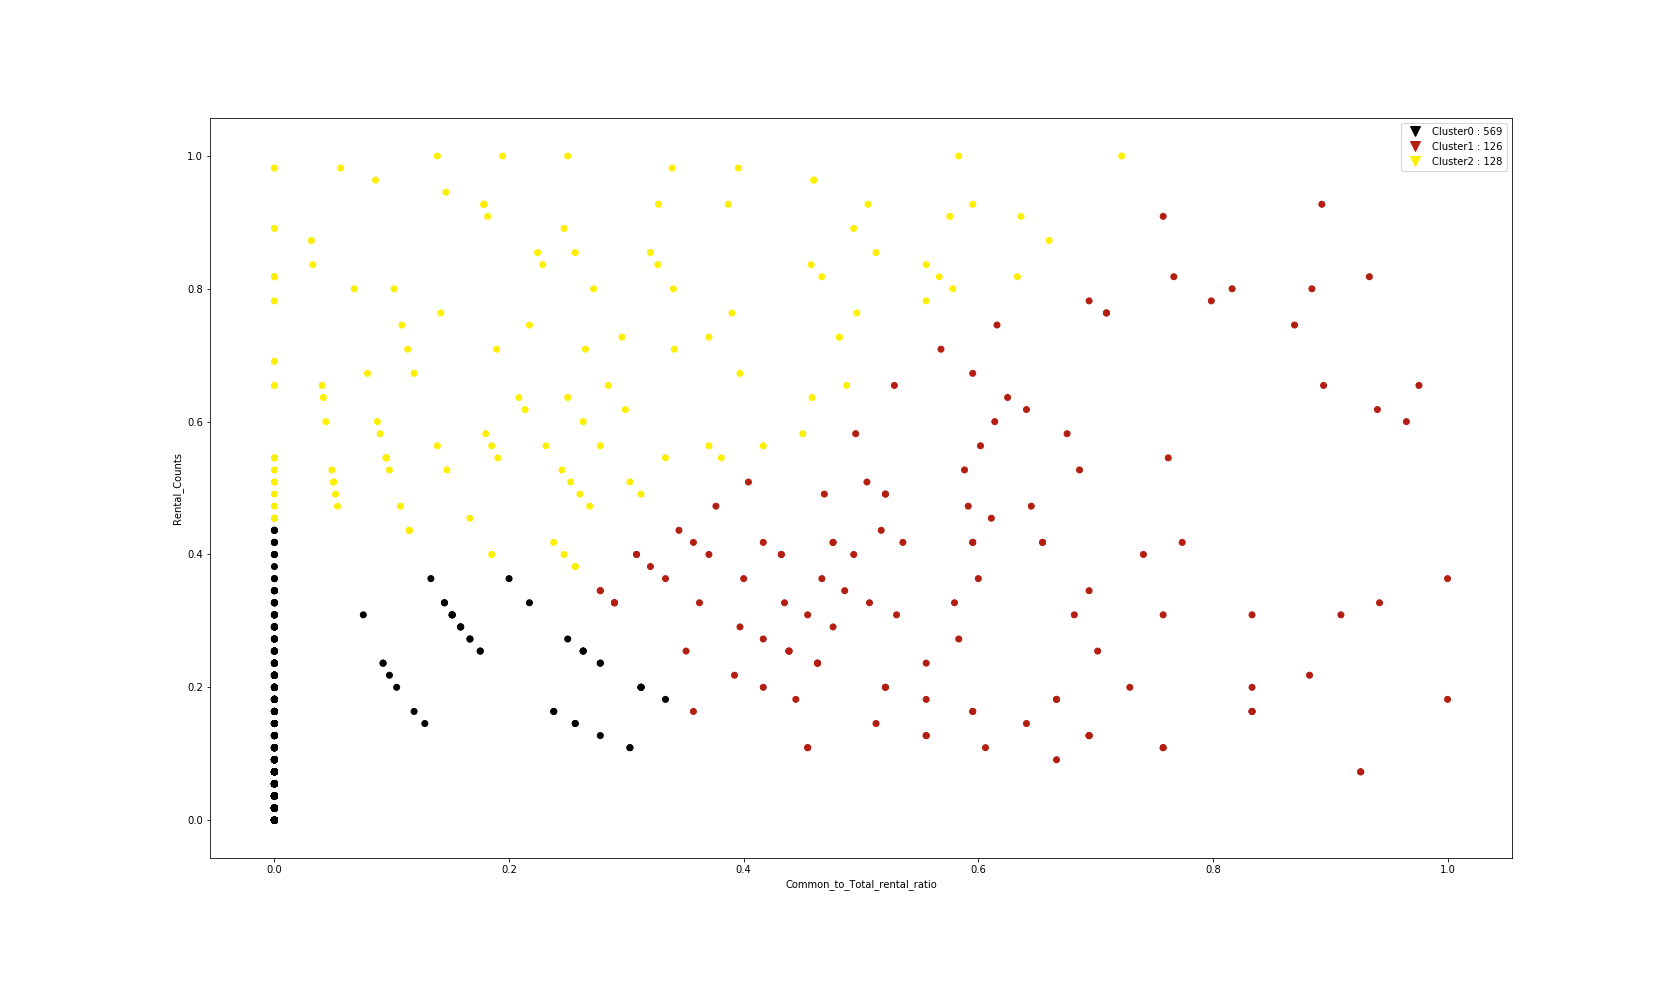 Cluster0 : 569
Cluster1 : 126
Cluster2 : 128
1.0
0.8
0.6
0.4
0.2
0.0
Rental_Counts
0.0 0.2 0.4 0.6 0.8 1.0
Common_to_Total_rental_ratio